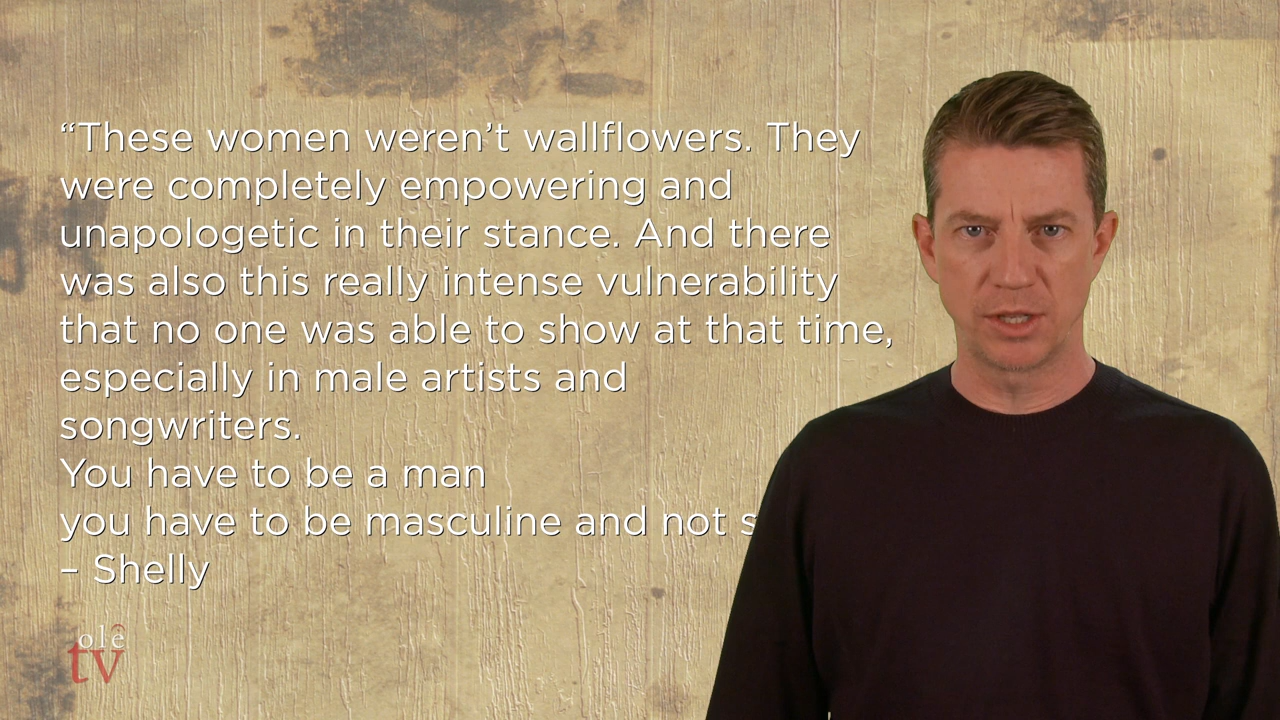 “These women weren’t wallflowers. They
were completely empowering and
unapologetic in their stance. And there
was also this really intense vulnerability
that no one was able to show at that time,
especially in male artists and
songwriters.
You have to be a man
you have to be masculine and not
– Shelly
olê
tv